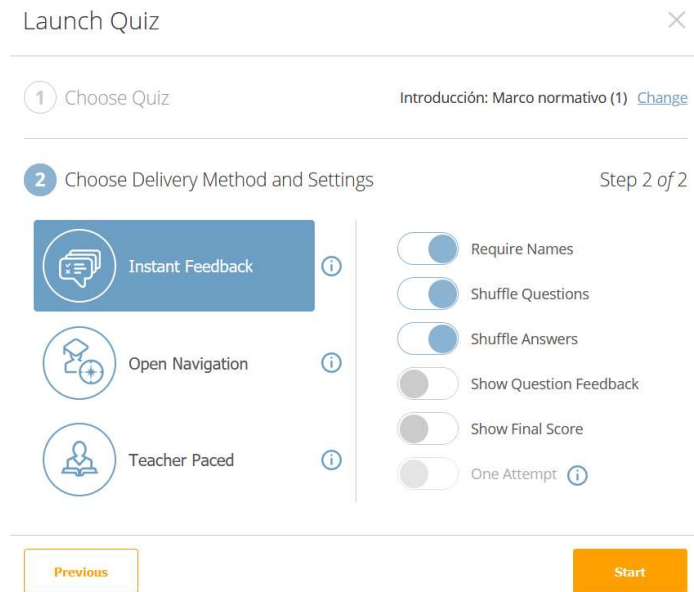 Launch Quiz
1 Choose Quiz
Introducción: Marco normativo (1) Change
2 Choose Delivery Method and Settings
Step 2 of 2
Instant Feedback
Open Navigation
Teacher Paced
Require Names
Shuffle Questions
Shuffle Answers
Show Question Feedback
Show Final Score
One Attempt
Previous
Start